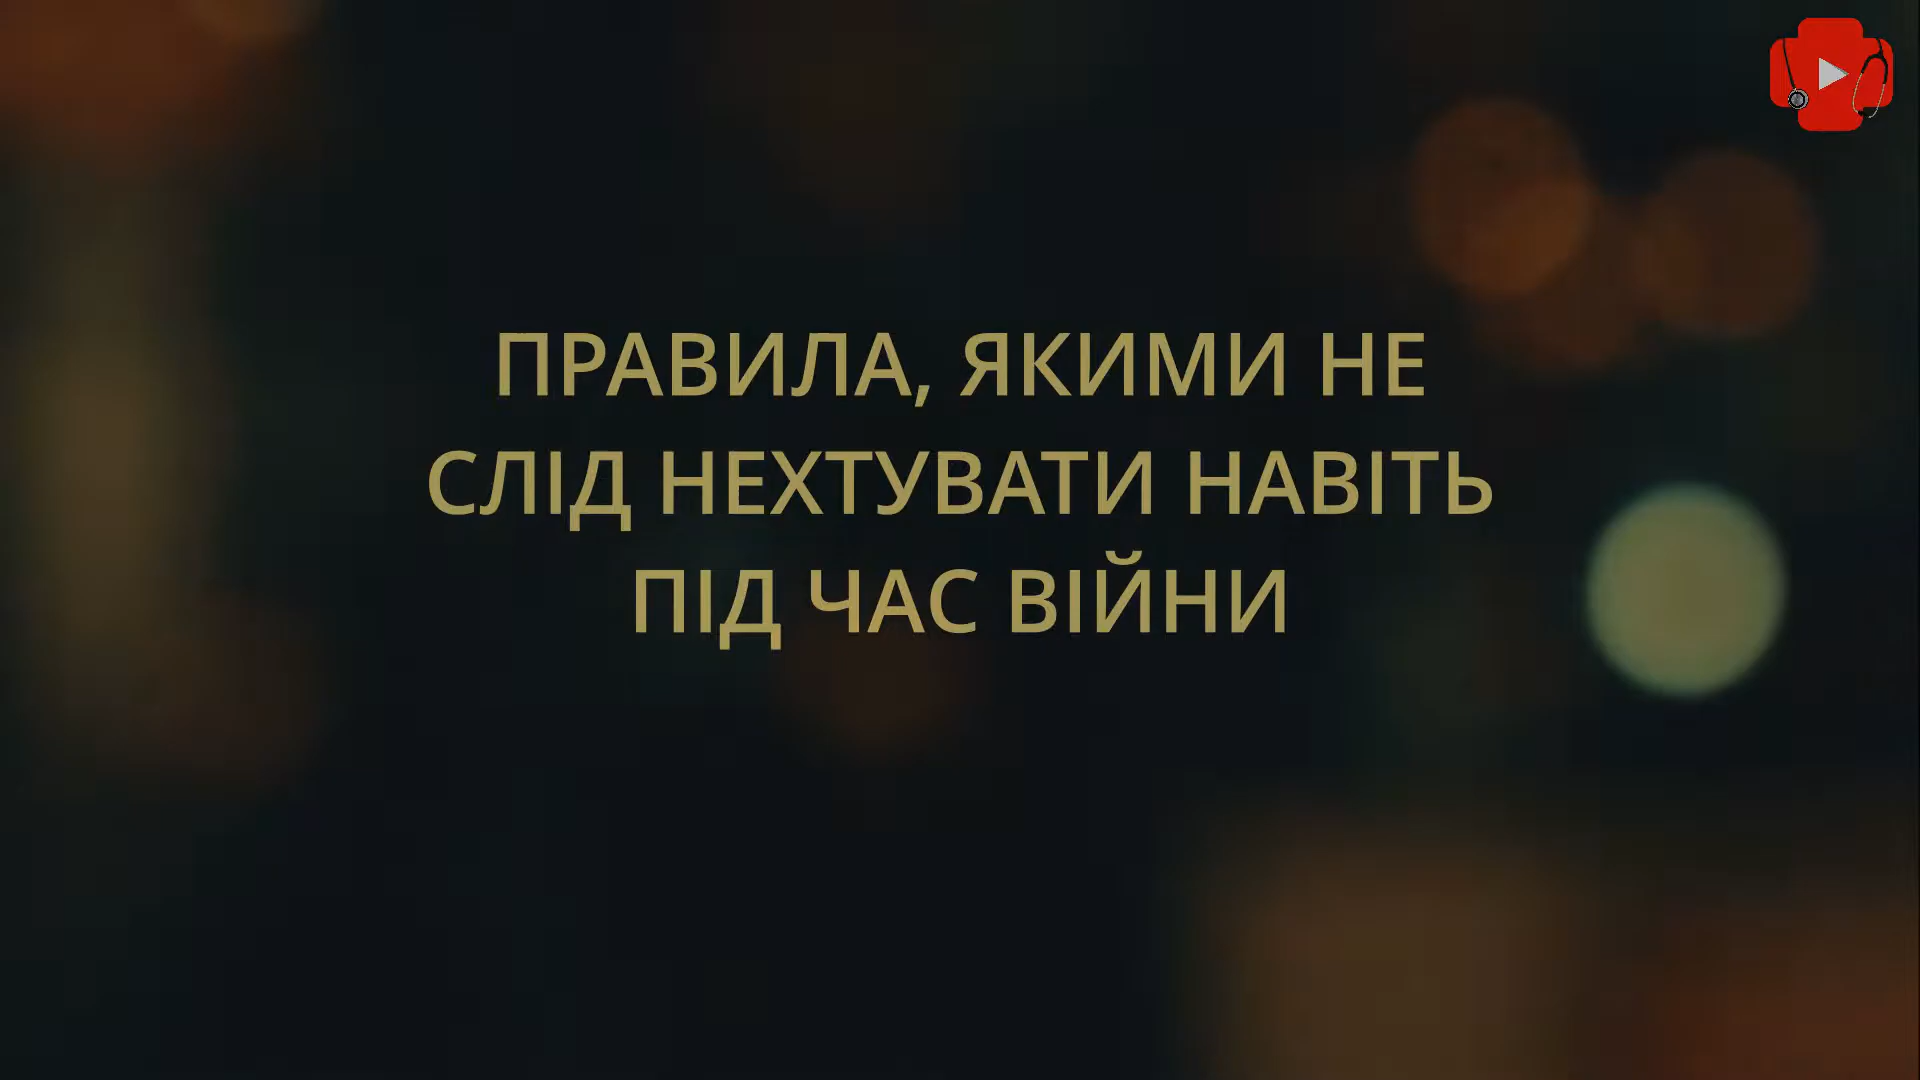 ПРАВИЛА, ЯКИМИ НЕ
СЛІД НЕХТУВАТИ НАВІТЬ
ПІД ЧАС ВІЙНИ